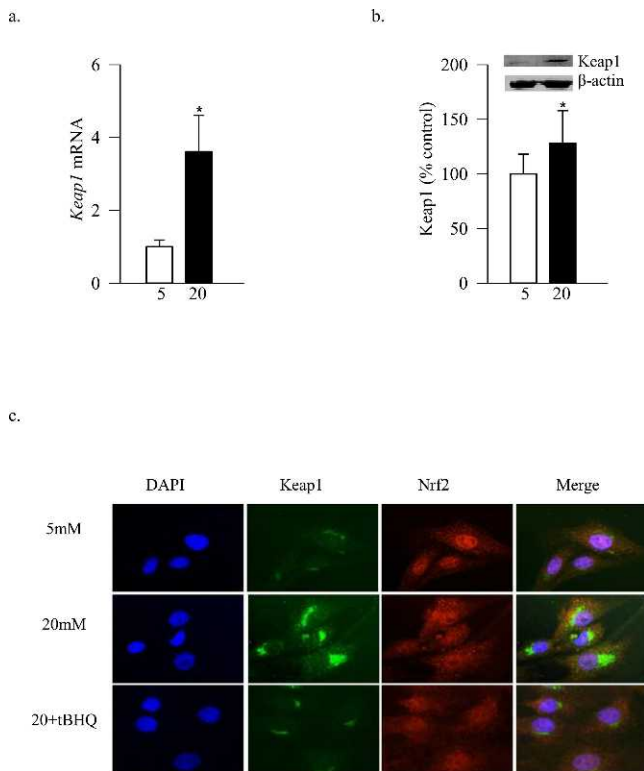 a.
6
4
2
0
Keap1 mRNA
*
5
20
b.
200
150
100
50
0
Keap1 (% control)
Keap1
β-actin
*
5
20
c.
DAPI
Keap1
Nrf2
Merge
5mM
20mM
20+tBHQ